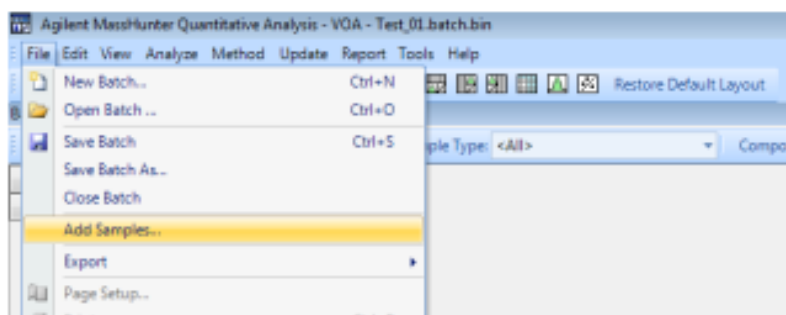 Agilent MassHunter Quantitative Analysis - VOA - Test_01.batch.bin
File Edit View Analyze Method Update Report Tools Help
New Batch... Ctrl+N
Restore Default Layout
Open Batch ... Ctrl+O
Save Batch Ctrl+S
ple Type: <All> Compo
Save Batch As...
Close Batch
Add Samples...
Export
Page Setup...